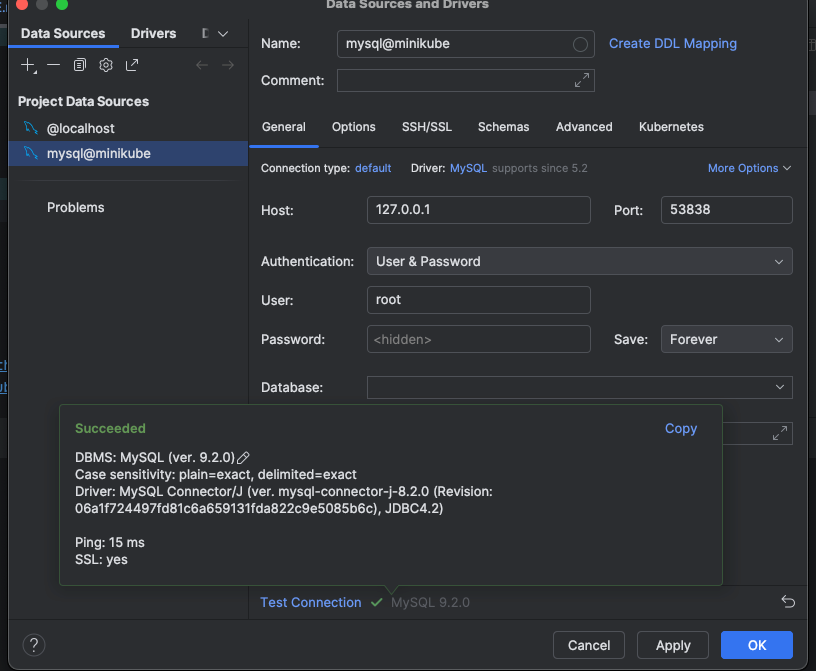 Data Sources and Drivers
Data Sources
Drivers
Project Data Sources
@localhost
mysql@minikube
Problems
Name: mysql@minikube Create DDL Mapping
Comment:
General Options SSH/SSL Schemas Advanced Kubernetes
Connection type: default Driver: MySQL supports since 5.2 More Options
Host: 127.0.0.1 Port: 53838
Authentication: User & Password
User: root
Password: <hidden> Save: Forever
Database:
Succeeded Copy
DBMS: MySQL (ver. 9.2.0)
Case sensitivity: plain=exact, delimited=exact
Driver: MySQL Connector/J (ver. mysql-connector-j-8.2.0 (Revision:
06a1f724497fd81c6a659131fda822c9e5085b6c), JDBC4.2)
Ping: 15 ms
SSL: yes
Test Connection MySQL 9.2.0
? Cancel Apply OK